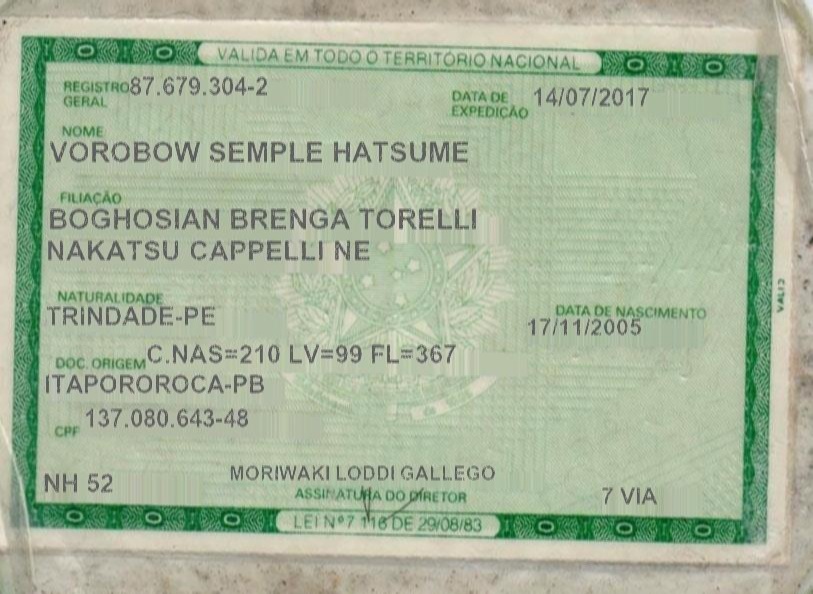 VALIDA EM TODO O TERRITÓRIO NACIONAL
REGISTRO GERAL 87.679.304-2
DATA DE EXPEDIÇÃO 14/07/2017
NOME
VOROBOW SEMPLE HATSUME
FILIAÇÃO
BOGHOSIAN BRENGA TORELLI
NAKATSU CAPPELLI NE
NATURALIDADE
TRINDADE-PE
DATA DE NASCIMENTO
17/11/2005
DOC. ORIGEM C.NAS=210 LV=99 FL=367
ITAPOROROCA-PB
CPF 137.080.643-48
NH 52
MORIWAKI LODDI GALLEGO
7 VIA
ASSINATURA DO DIRETOR
LEI Nº 7.116 DE 29/08/83